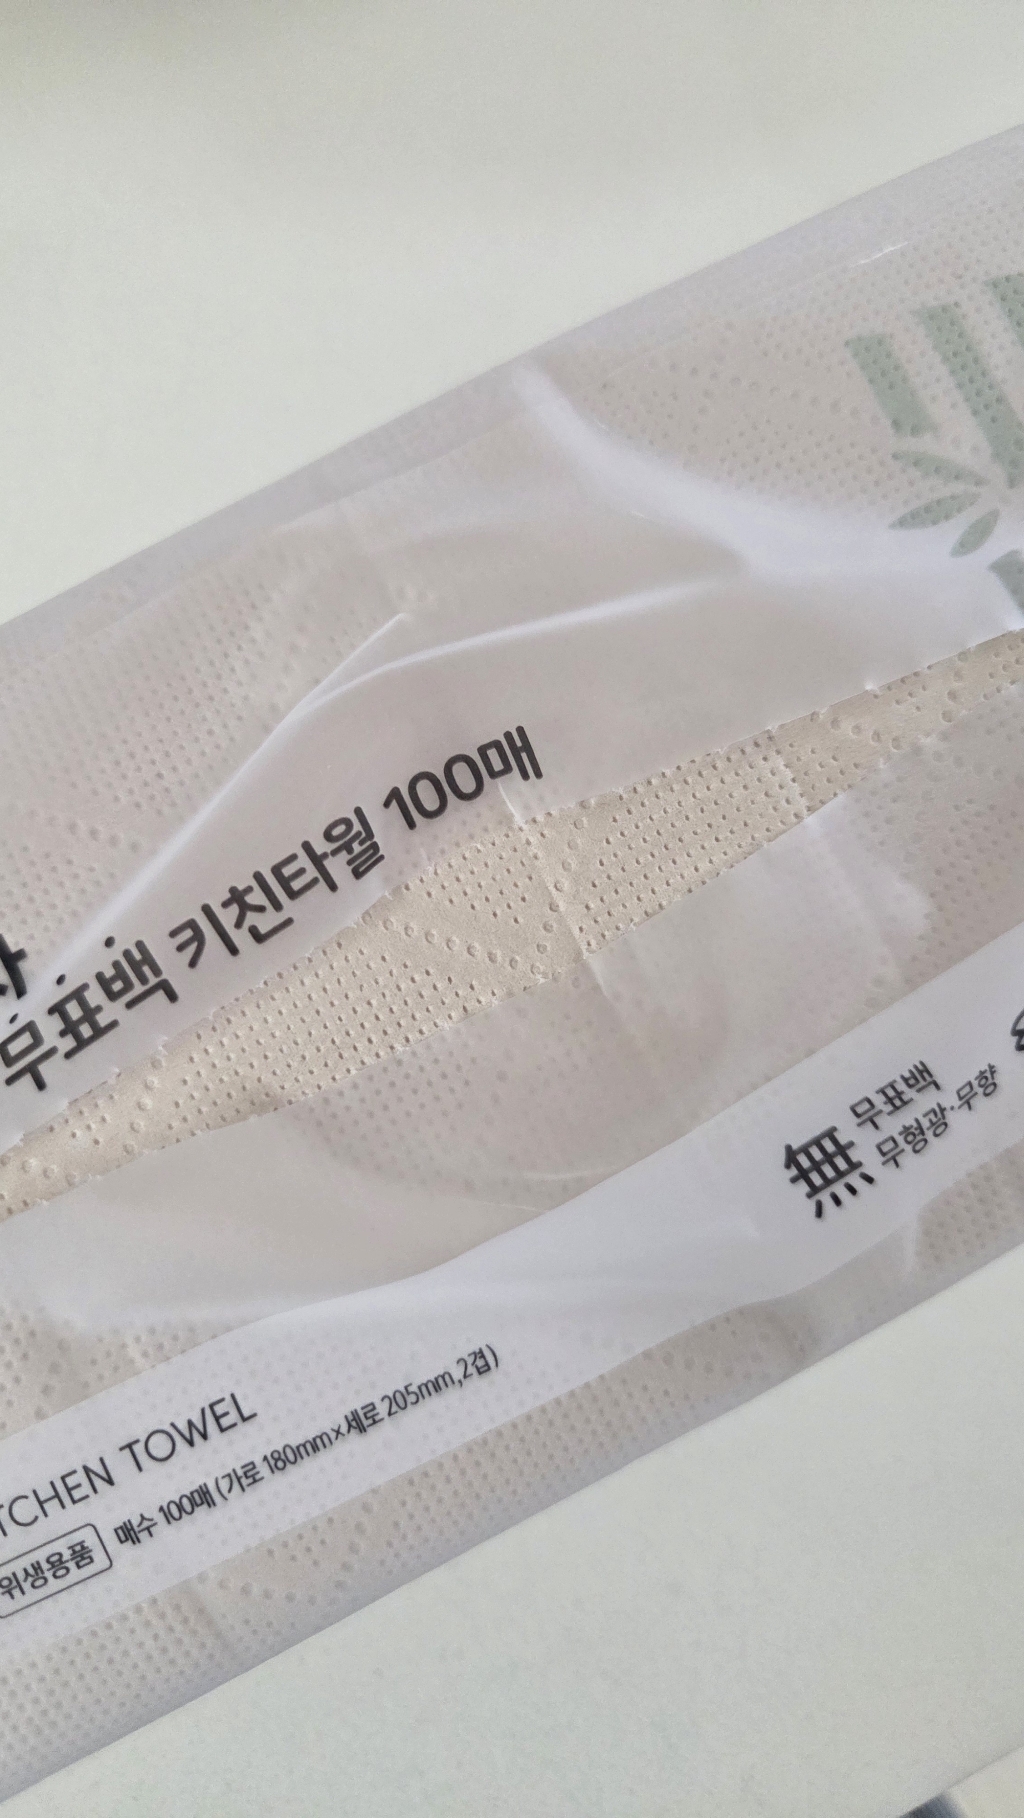 무표백 키친타월 100매
無
무표백
무형광·무향
TCHEN TOWEL
위생용품 매수 100매 (가로 180mm×세로 205mm,2겹)